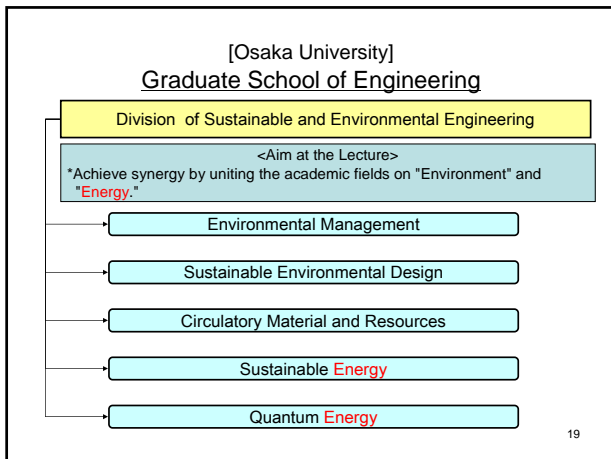 [Osaka University]
Graduate School of Engineering
Division of Sustainable and Environmental Engineering
<Aim at the Lecture>
*Achieve synergy by uniting the academic fields on "Environment" and
"Energy."
Environmental Management
Sustainable Environmental Design
Circulatory Material and Resources
Sustainable Energy
Quantum Energy
19